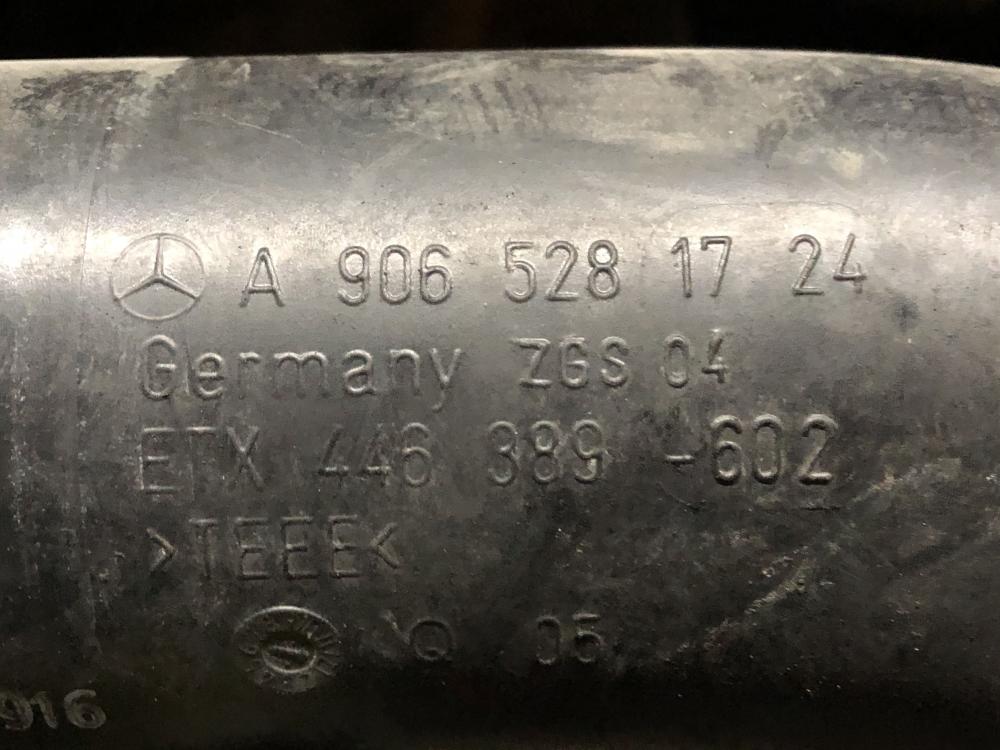 A 906 528 17 24
Germany ZGS 04
ETX 446 389 -602
>TEEE<
Q 05
916